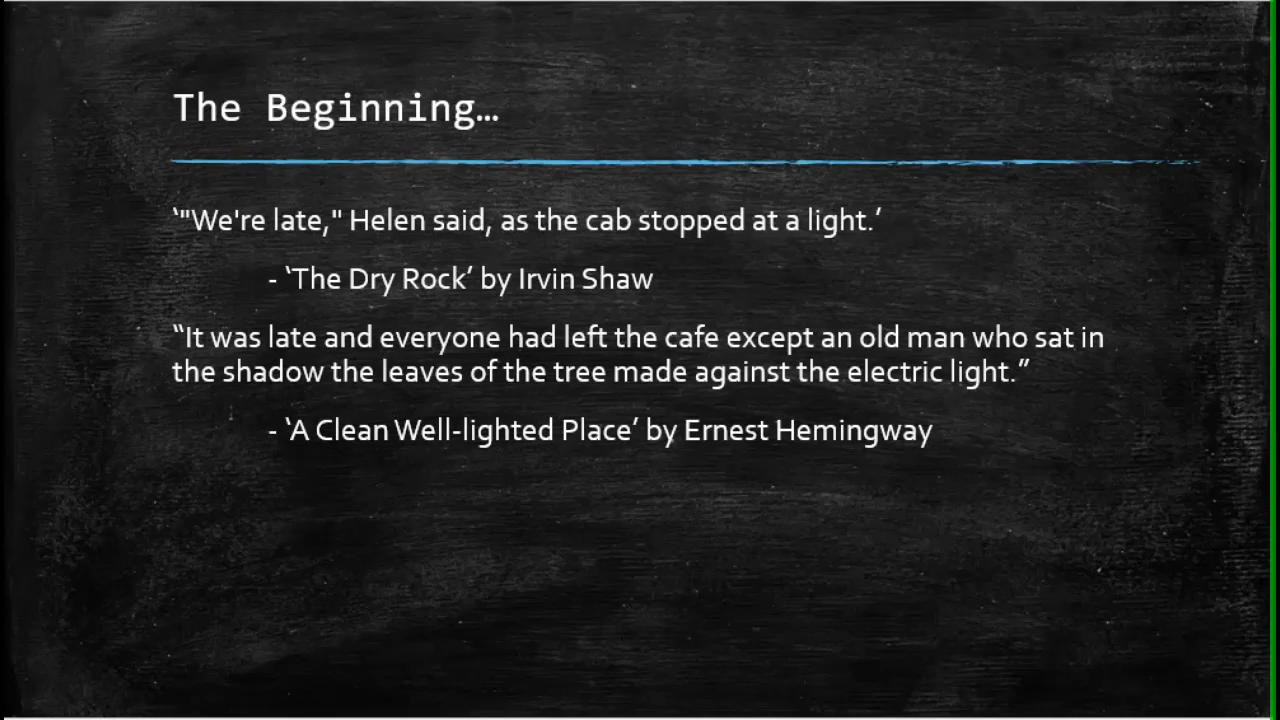 The Beginning…
‘"We're late," Helen said, as the cab stopped at a light.’
- ‘The Dry Rock’ by Irvin Shaw
“It was late and everyone had left the cafe except an old man who sat in
the shadow the leaves of the tree made against the electric light.”
- ‘A Clean Well-lighted Place’ by Ernest Hemingway